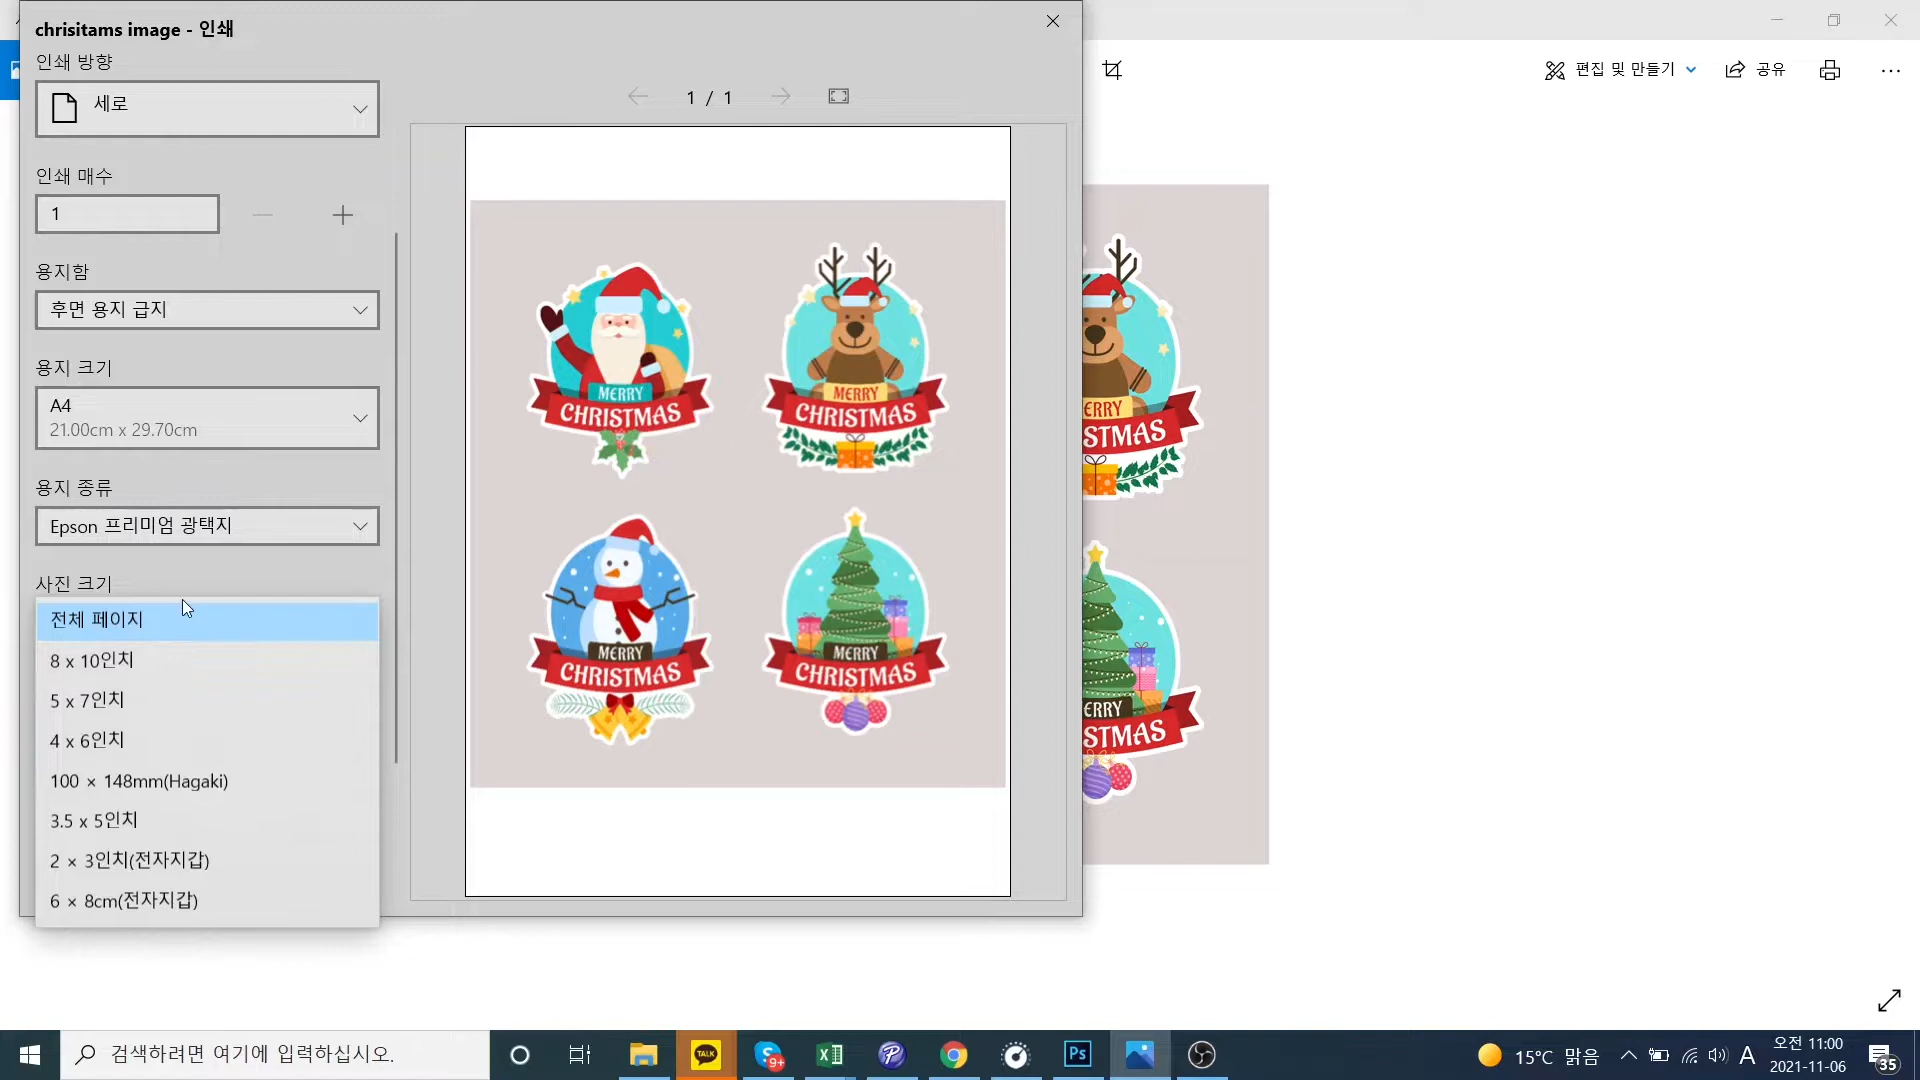 chrisitams image - 인쇄
인쇄 방향
세로
인쇄 매수
1
용지함
후면 용지 급지
용지 크기
A4
21.00cm x 29.70cm
용지 종류
Epson 프리미엄 광택지
사진 크기
전체 페이지
8 x 10인치
5 x 7인치
4 x 6인치
100 × 148mm(Hagaki)
3.5 x 5인치
2 × 3인치(전자지갑)
6 × 8cm(전자지갑)
1 / 1
편집 및 만들기
공유
MERRY
CHRISTMAS
MERRY
CHRISTMAS
MERRY
CHRISTMAS
MERRY
CHRISTMAS
ERRY
STMAS
ERRY
STMAS
검색하려면 여기에 입력하십시오.
TALK
9+
Ps
15°C 맑음
A
오전 11:00
2021-11-06
35